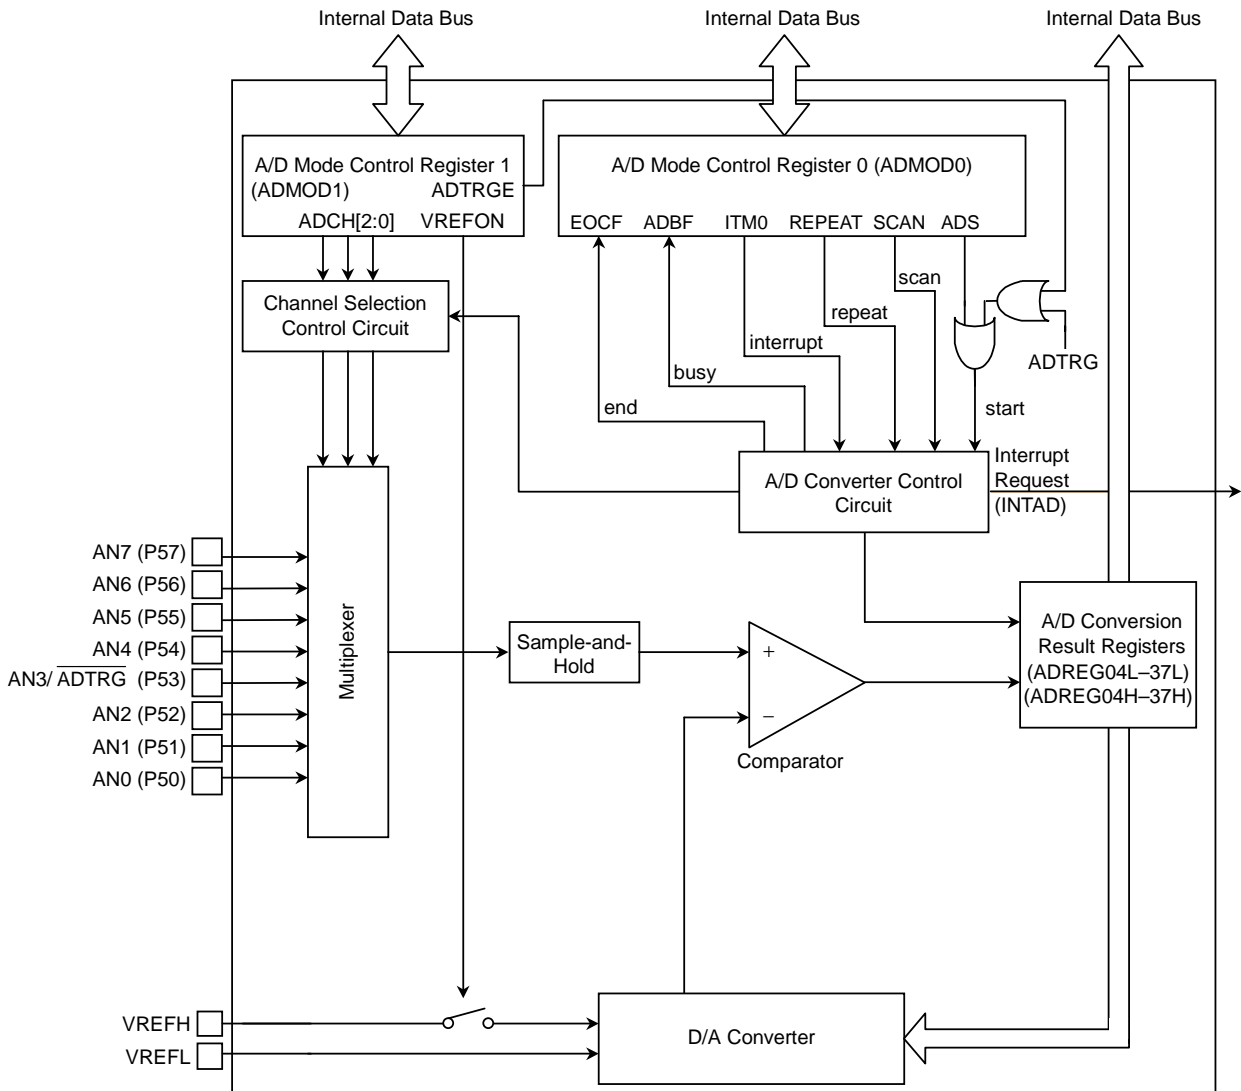 Internal Data Bus
Internal Data Bus
Internal Data Bus
A/D Mode Control Register 1
(ADMOD1)
ADTRGE
ADCH[2:0]
VREFON
A/D Mode Control Register 0 (ADMOD0)
EOCF
ADBF
ITM0
REPEAT
SCAN
ADS
Channel Selection
Control Circuit
scan
repeat
interrupt
busy
end
ADTRG
start
A/D Converter Control
Circuit
Interrupt
Request
(INTAD)
AN7 (P57)
AN6 (P56)
AN5 (P55)
AN4 (P54)
AN3/ADTRG (P53)
AN2 (P52)
AN1 (P51)
AN0 (P50)
Multiplexer
Sample-and-
Hold
+
−
Comparator
A/D Conversion
Result Registers
(ADREG04L–37L)
(ADREG04H–37H)
VREFH
VREFL
D/A Converter